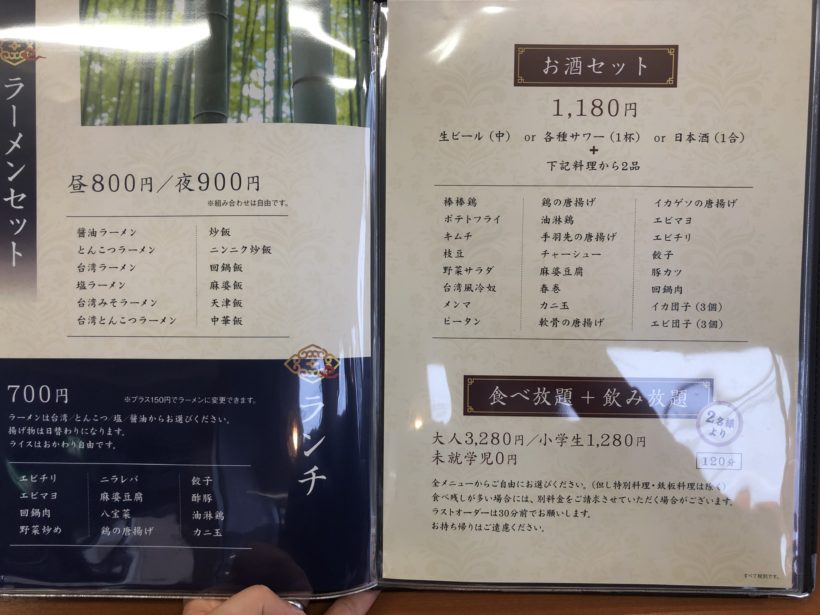 ラーメンセット
昼800円／夜900円
※組み合わせは自由です。
醤油ラーメン
とんこつラーメン
台湾ラーメン
塩ラーメン
台湾みそラーメン
台湾とんこつラーメン
炒飯
ニンニク炒飯
回鍋飯
麻婆飯
天津飯
中華飯
ランチ
700円
※プラス150円でラーメンに変更できます。
ラーメンは台湾/とんこつ/塩/醤油からお選びください。
揚げ物は日替わりになります。
ライスはおかわり自由です。
エビチリ
エビマヨ
回鍋肉
野菜炒め
ニラレバ
麻婆豆腐
八宝菜
鶏の唐揚げ
餃子
酢豚
油淋鶏
カニ玉
お酒セット
1,180円
生ビール（中） or 各種サワー（1杯） or 日本酒（1合）
+
下記料理から2品
棒棒鶏
ポテトフライ
キムチ
枝豆
野菜サラダ
台湾風冷奴
メンマ
ピータン
鶏の唐揚げ
油淋鶏
手羽先の唐揚げ
チャーシュー
麻婆豆腐
春巻
カニ玉
軟骨の唐揚げ
イカゲソの唐揚げ
エビマヨ
エビチリ
餃子
豚カツ
回鍋肉
イカ団子（3個）
エビ団子（3個）
食べ放題 + 飲み放題
2名様より
大人3,280円／小学生1,280円
未就学児0円
120分
全メニューからご自由にお選びください。（但し特別料理・鉄板料理は除く）
食べ残しが多い場合には、別料金をご請求させていただく場合がございます。
ラストオーダーは30分前でお願いします。
お持ち帰りはご遠慮ください。
すべて税別です。